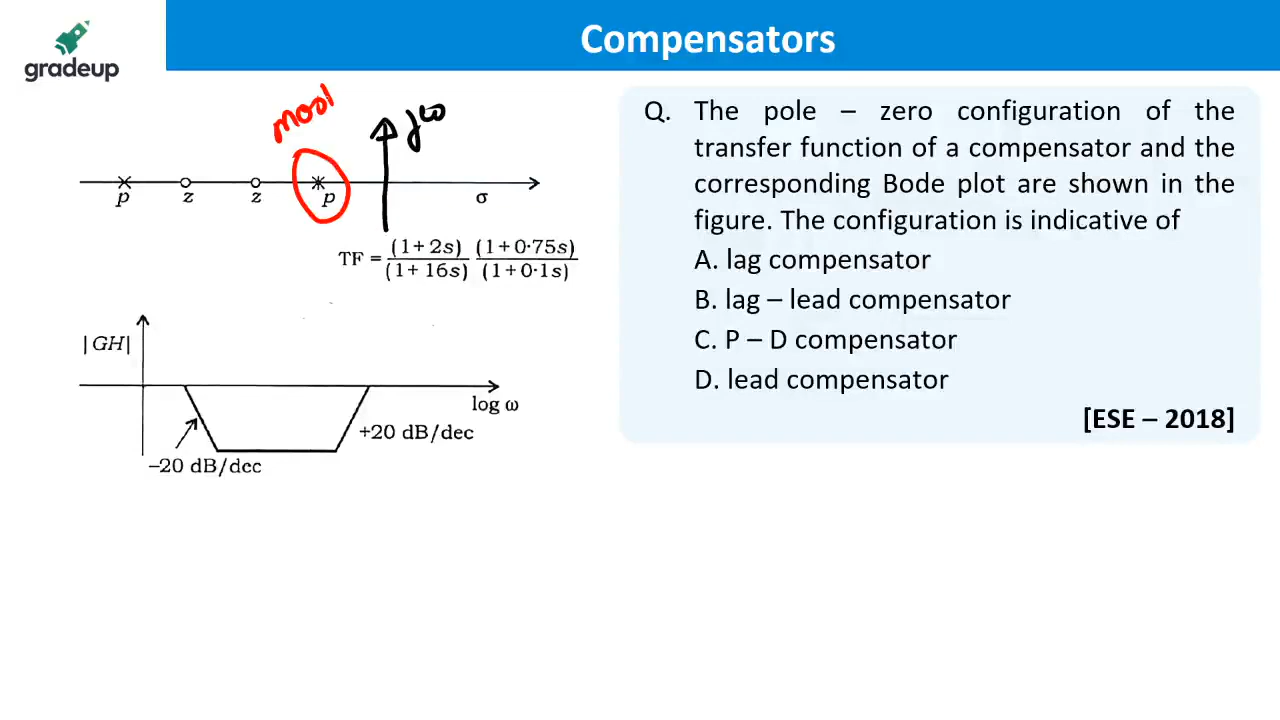 gradeup
Compensators
mool
jω
p z z p σ
TF = (1+2s) (1+0·75s)
(1+16s) (1+0·1s)
|GH|
log ω
−20 dB/dec
+20 dB/dec
Q. The pole – zero configuration of the
transfer function of a compensator and the
corresponding Bode plot are shown in the
figure. The configuration is indicative of
A. lag compensator
B. lag – lead compensator
C. P – D compensator
D. lead compensator
[ESE – 2018]